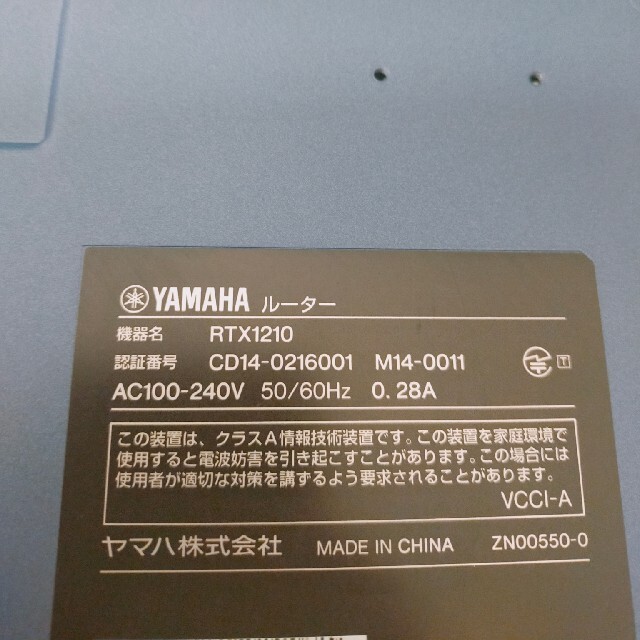 YAMAHA ルーター
機器名 RTX1210
認証番号 CD14-0216001 M14-0011 T
AC100-240V 50/60Hz 0.28A
この装置は、クラスA情報技術装置です。この装置を家庭環境で
使用すると電波妨害を引き起こすことがあります。この場合には
使用者が適切な対策を講ずるよう要求されることがあります。
VCCI-A
ヤマハ株式会社 MADE IN CHINA ZN00550-0